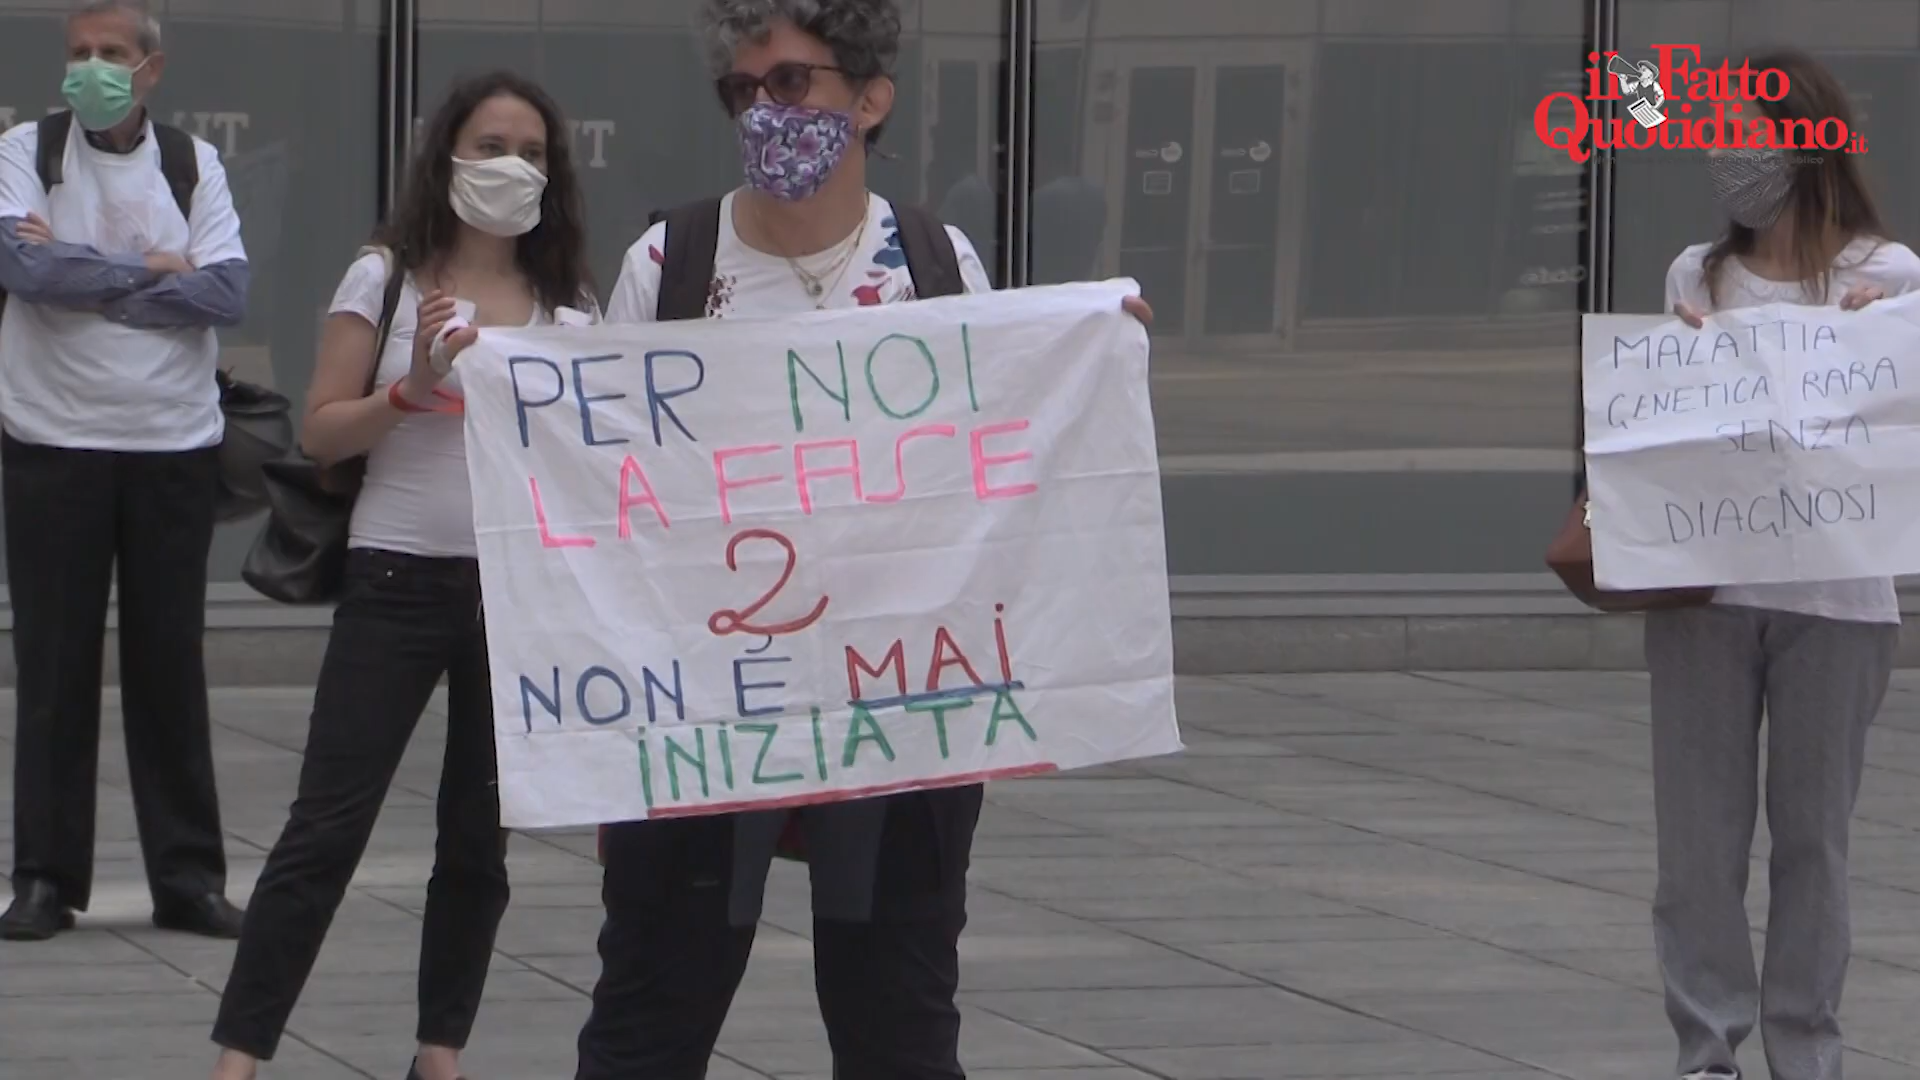 il Fatto
Quotidiano.it
PER NOI
LA FASE
2
NON È MAI
INIZIATA
MALATTIA
GENETICA RARA
SENZA
DIAGNOSI